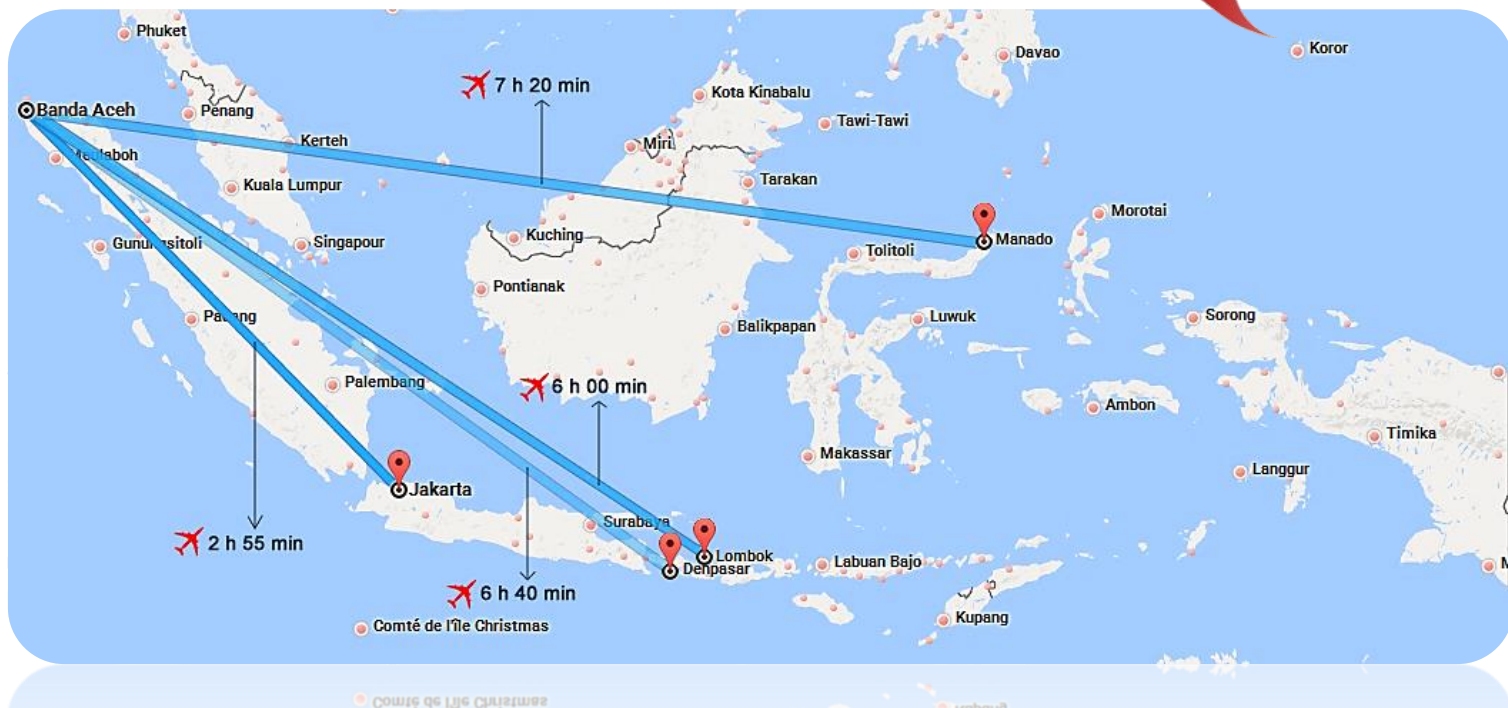 Phuket
Koror
Davao
7 h 20 min
Kota Kinabalu
Banda Aceh
Penang
Tawi-Tawi
Kerteh
Miri
Meulaboh
Kuala Lumpur
Tarakan
Morotai
Gunungsitoli
Singapour
Kuching
Manado
Tolitoli
Pontianak
Padang
Balikpapan
Luwuk
Sorong
Palembang
6 h 00 min
Ambon
Timika
Makassar
Langgur
Jakarta
Surabaya
2 h 55 min
Lombok
Denpasar
Labuan Bajo
6 h 40 min
Kupang
Comté de l'île Christmas